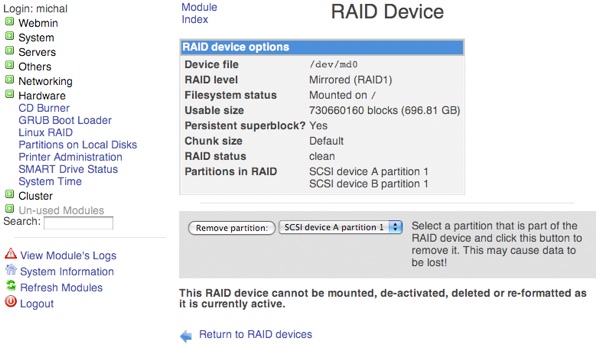 Login: michal
Webmin
System
Servers
Others
Networking
Hardware
CD Burner
GRUB Boot Loader
Linux RAID
Partitions on Local Disks
Printer Administration
SMART Drive Status
System Time
Cluster
Un-used Modules
Search:
View Module's Logs
System Information
Refresh Modules
Logout
Module
Index
RAID Device
RAID device options
Device file /dev/md0
RAID level Mirrored (RAID1)
Filesystem status Mounted on /
Usable size 730660160 blocks (696.81 GB)
Persistent superblock? Yes
Chunk size Default
RAID status clean
Partitions in RAID SCSI device A partition 1
SCSI device B partition 1
Remove partition: SCSI device A partition 1
Select a partition that is part of the
RAID device and click this button to
remove it. This may cause data to
be lost!
This RAID device cannot be mounted, de-activated, deleted or re-formatted as
it is currently active.
Return to RAID devices